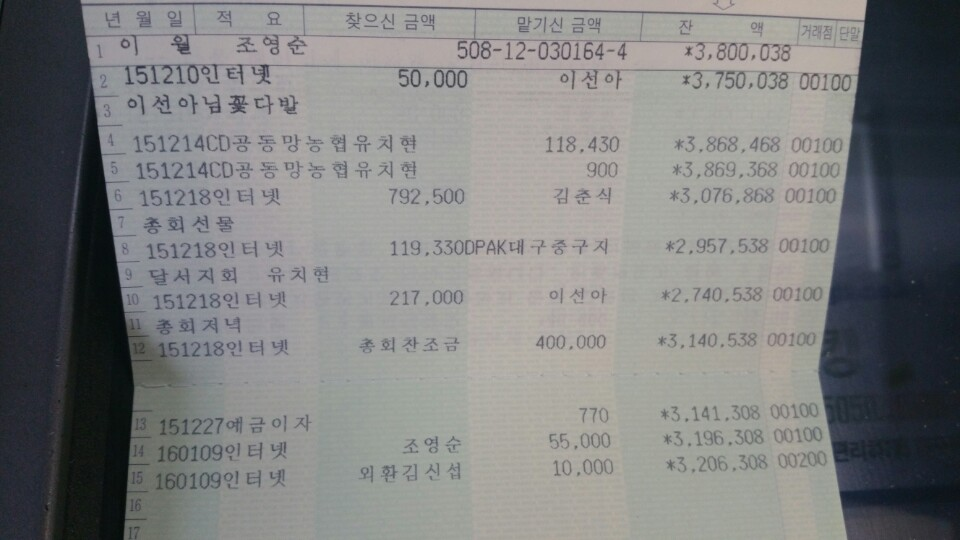 년 월 일 적 요 찾으신 금액 맡기신 금액 잔 액 거래점 단말
1 이 월 조영순 508-12-030164-4 *3,800,038
2 151210인터넷 50,000 이선아 *3,750,038 00100
3 이선아님꽃다발
4 151214CD공동망농협유치현 118,430 *3,868,468 00100
5 151214CD공동망농협유치현 900 *3,869,368 00100
6 151218인터넷 792,500 김춘식 *3,076,868 00100
7 총회선물
8 151218인터넷 119,330DPAK대구중구지 *2,957,538 00100
9 달서지회 유치현
10 151218인터넷 217,000 이선아 *2,740,538 00100
11 총회저녁
12 151218인터넷 총회찬조금 400,000 *3,140,538 00100
13 151227예금이자 770 *3,141,308 00100
14 160109인터넷 조영순 55,000 *3,196,308 00100
15 160109인터넷 외환김신섭 10,000 *3,206,308 00200
16
17